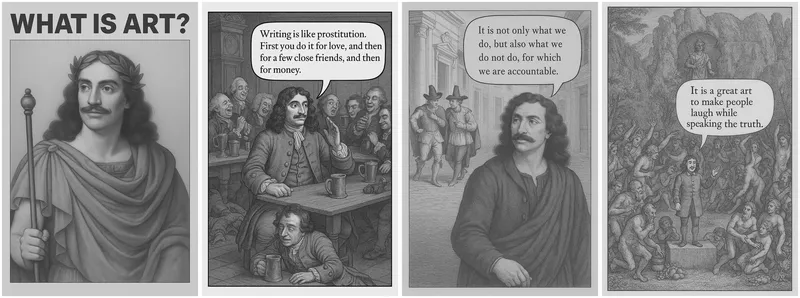 WHAT IS ART?
Writing is like prostitution.
First you do it for love, and then
for a few close friends, and then
for money.
It is not only what we
do, but also what we
do not do, for which
we are accountable.
It is a great art
to make people
laugh while
speaking the truth.